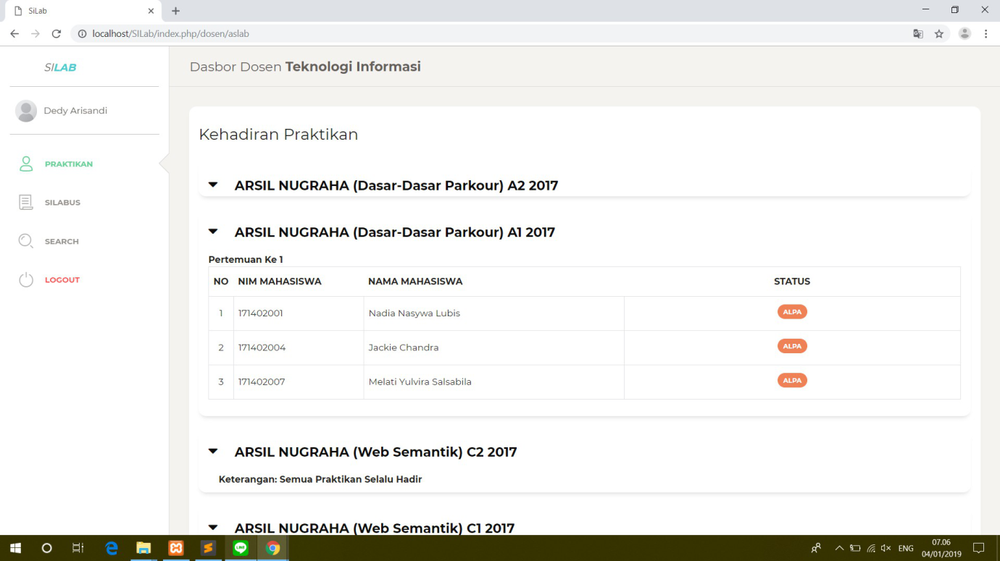 SiLab
localhost/SILab/index.php/dosen/aslab
SILAB
Dasbor Dosen Teknologi Informasi
Dedy Arisandi
PRAKTIKAN
SILABUS
SEARCH
LOGOUT
Kehadiran Praktikan
ARSIL NUGRAHA (Dasar-Dasar Parkour) A2 2017
ARSIL NUGRAHA (Dasar-Dasar Parkour) A1 2017
Pertemuan Ke 1
NO NIM MAHASISWA NAMA MAHASISWA STATUS
1 171402001 Nadia Nasywa Lubis ALPA
2 171402004 Jackie Chandra ALPA
3 171402007 Melati Yulvira Salsabila ALPA
ARSIL NUGRAHA (Web Semantik) C2 2017
Keterangan: Semua Praktikan Selalu Hadir
ARSIL NUGRAHA (Web Semantik) C1 2017
LINE
ENG
07.06
04/01/2019